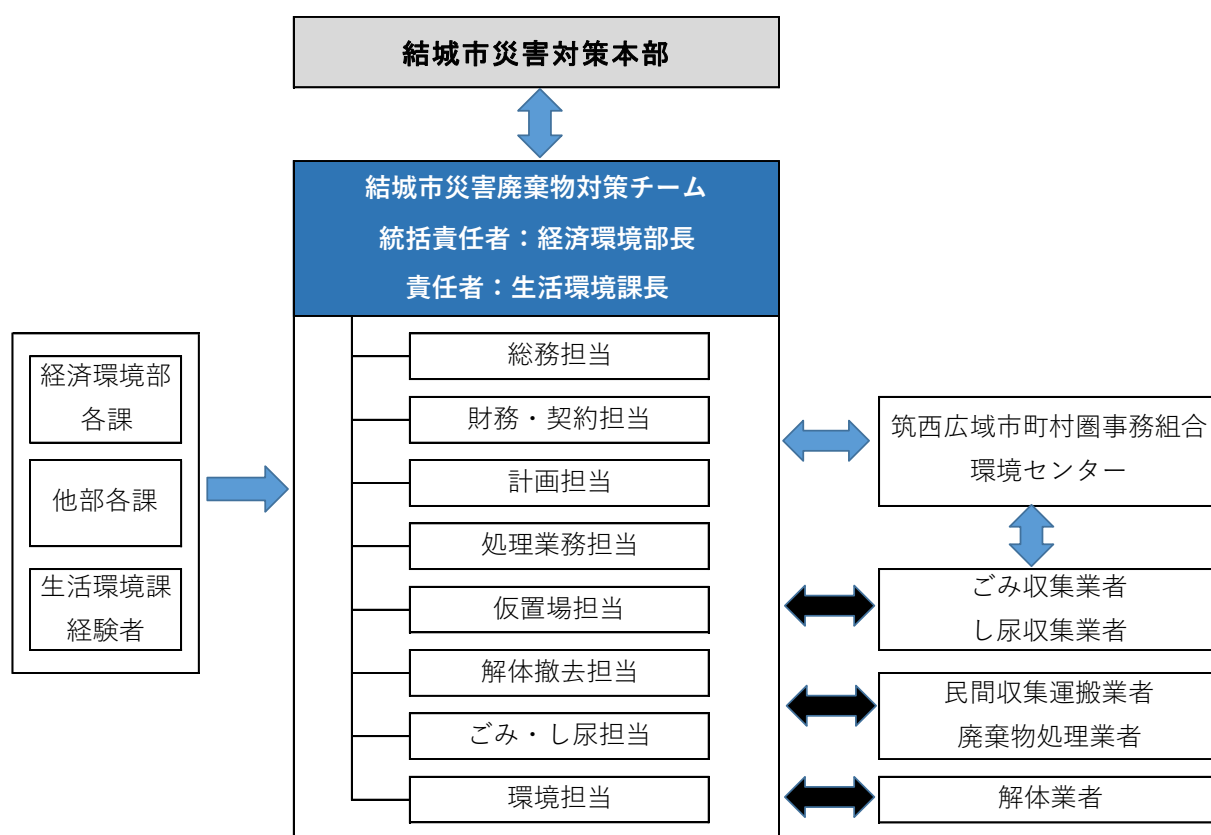 結城市災害対策本部
結城市災害廃棄物対策チーム
統括責任者：経済環境部長
責任者：生活環境課長
経済環境部
各課
他部各課
生活環境課
経験者
総務担当
財務・契約担当
計画担当
処理業務担当
仮置場担当
解体撤去担当
ごみ・し尿担当
環境担当
筑西広域市町村圏事務組合
環境センター
ごみ収集業者
し尿収集業者
民間収集運搬業者
廃棄物処理業者
解体業者